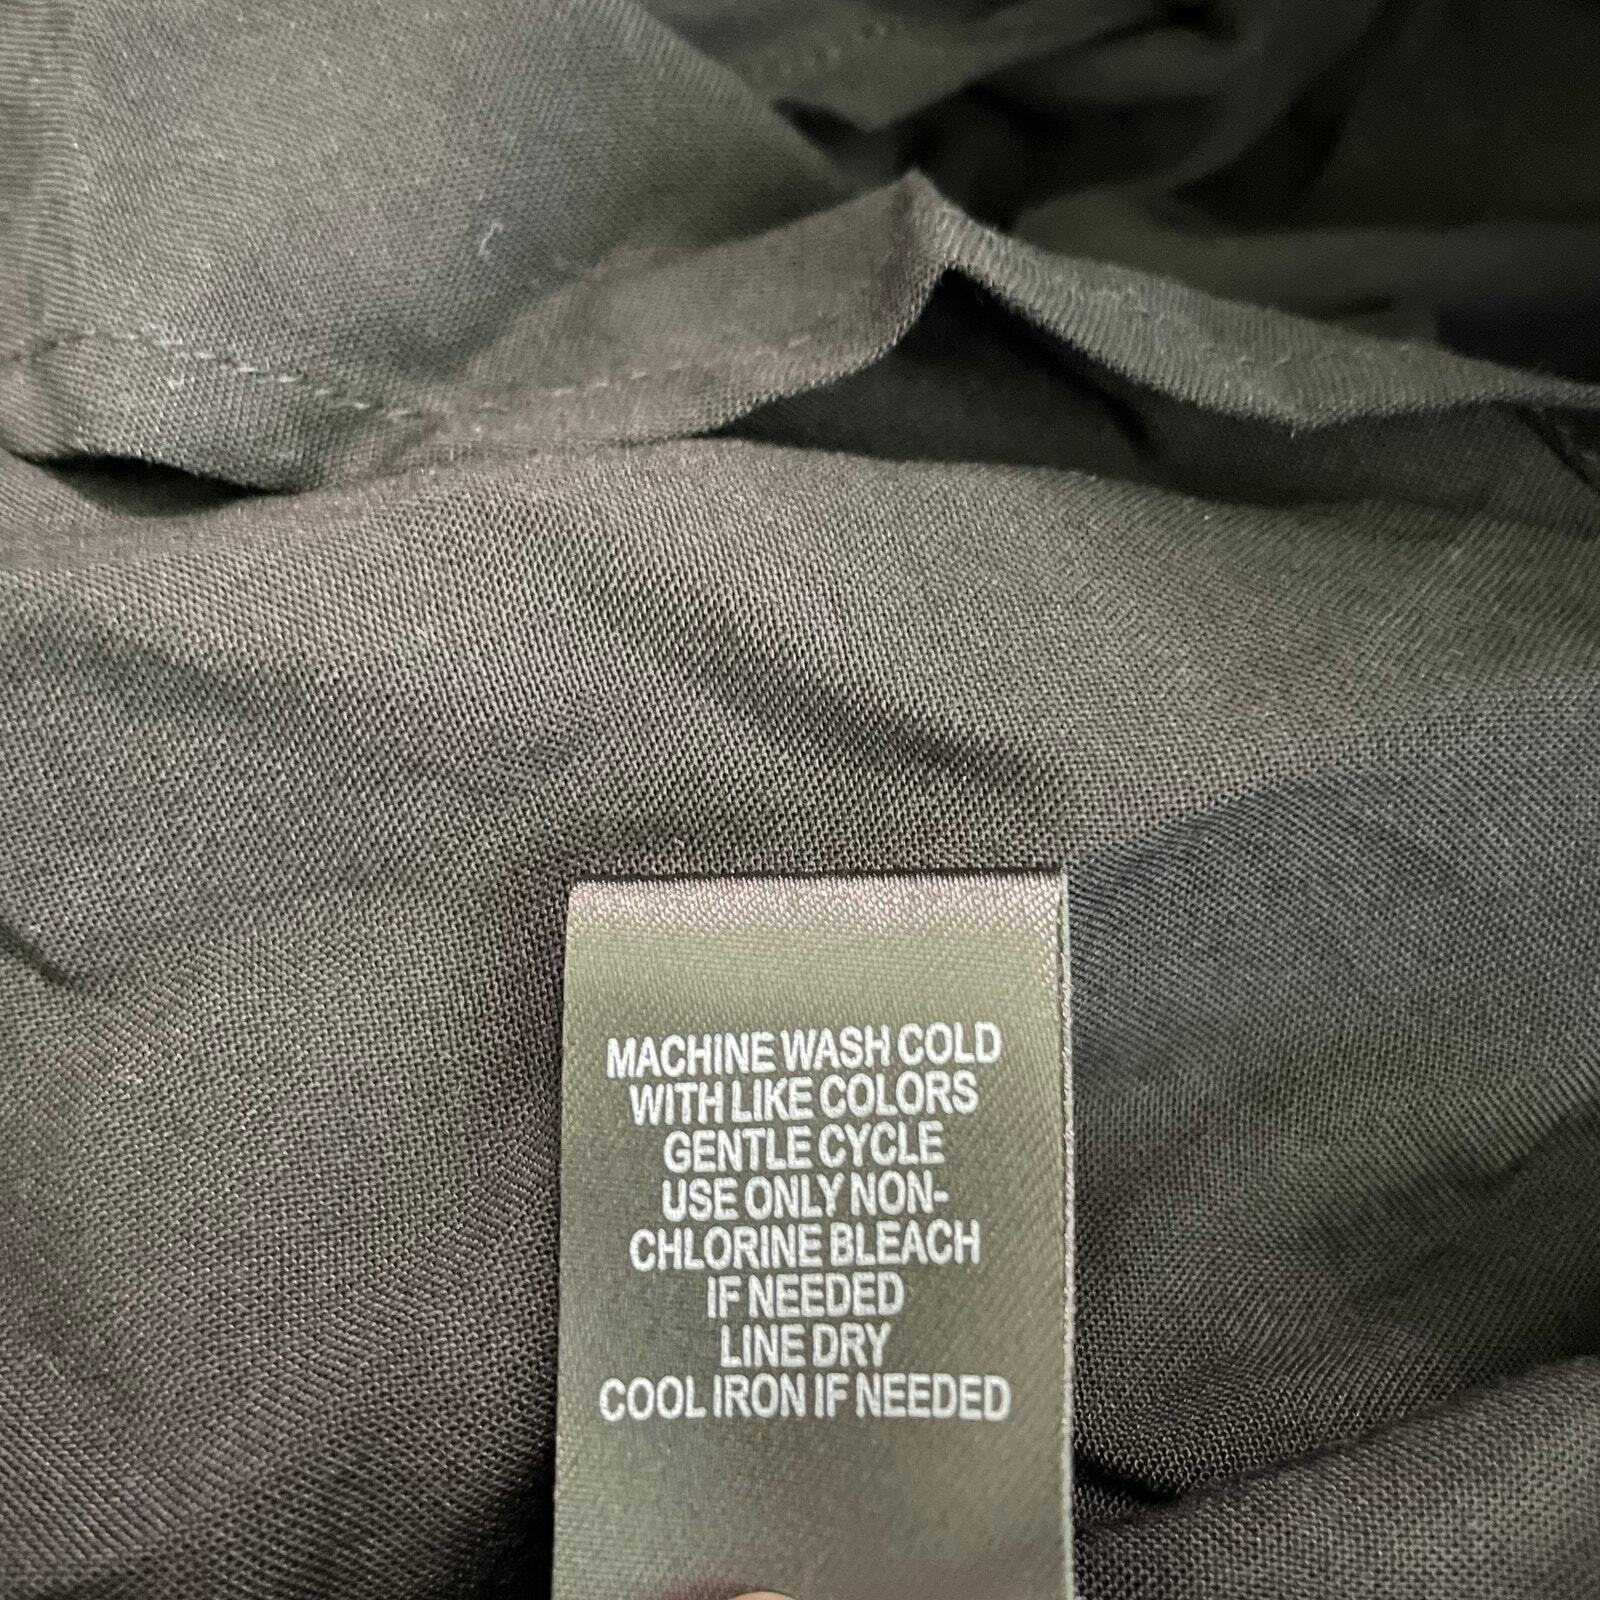 MACHINE WASH COLD
WITH LIKE COLORS
GENTLE CYCLE
USE ONLY NON-
CHLORINE BLEACH
IF NEEDED
LINE DRY
COOL IRON IF NEEDED